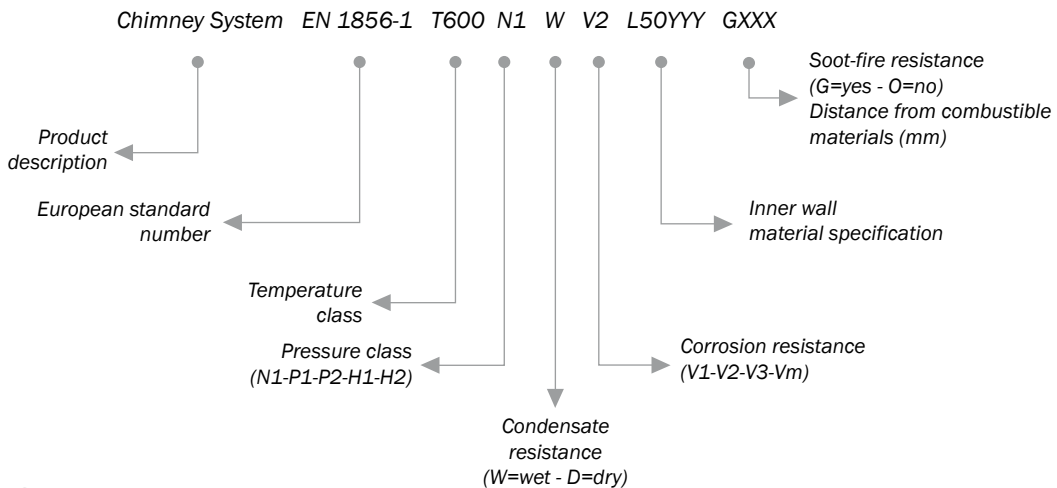 Chimney System EN 1856-1 T600 N1 W V2 L50YYY GXXX
Soot-fire resistance
(G=yes - O=no)
Distance from combustible
materials (mm)
Product
description
European standard
number
Inner wall
material specification
Temperature
class
Pressure class
(N1-P1-P2-H1-H2)
Corrosion resistance
(V1-V2-V3-Vm)
Condensate
resistance
(W=wet - D=dry)